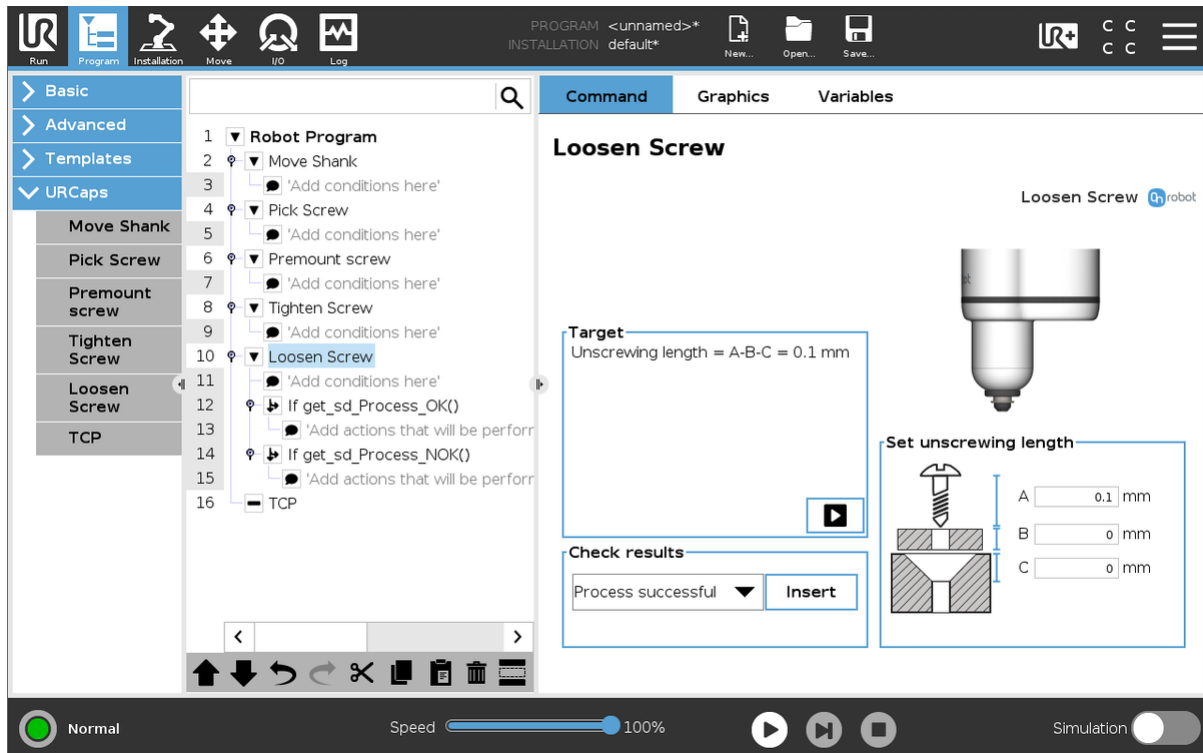 PROGRAM <unnamed>*
INSTALLATION default*
Run
Program
Installation
Move
I/O
Log
New...
Open...
Save...
UR+
C C
C C
Basic
Advanced
Templates
URCaps
Move Shank
Pick Screw
Premount
screw
Tighten
Screw
Loosen
Screw
TCP
1 Robot Program
2 Move Shank
3 'Add conditions here'
4 Pick Screw
5 'Add conditions here'
6 Premount screw
7 'Add conditions here'
8 Tighten Screw
9 'Add conditions here'
10 Loosen Screw
11 'Add conditions here'
12 If get_sd_Process_OK()
13 'Add actions that will be perforr
14 If get_sd_Process_NOK()
15 'Add actions that will be perforr
16 TCP
Command Graphics Variables
Loosen Screw
Loosen Screw OnRobot
Target
Unscrewing length = A-B-C = 0.1 mm
Check results
Process successful
Insert
Set unscrewing length
A 0.1 mm
B 0 mm
C 0 mm
Normal
Speed 100%
Simulation